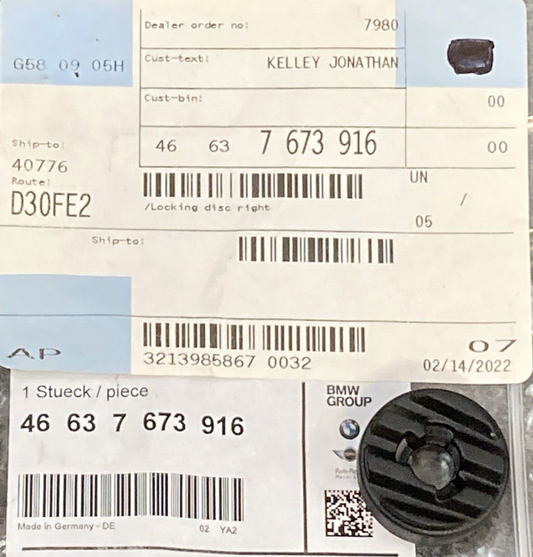 Dealer order no: 7980
G58 09 05H
Cust-text: KELLEY JONATHAN
Cust-bin: 00
Ship-to:
40776
46 63 7 673 916 00
Route:
D30FE2
/Locking disc right
UN /
05
Ship-to:
AP
3213985867 0032
07
02/14/2022
1 Stueck / piece
46 63 7 673 916
BMW
GROUP
Made in Germany - DE 02 YA2